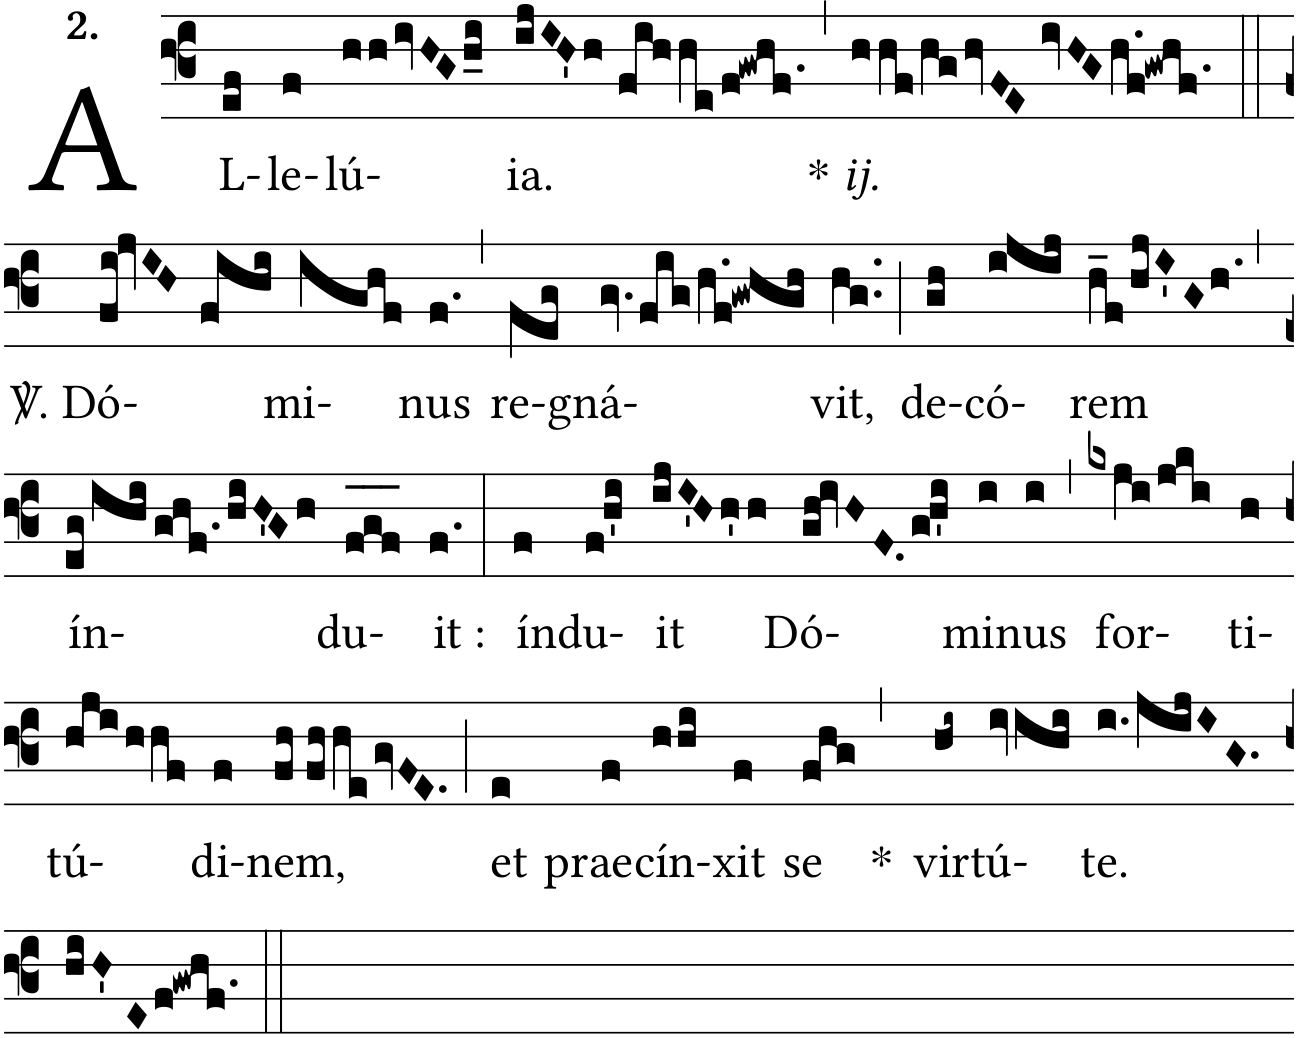 2.
AL-le-lú-ia. * ij.
℣. Dó-mi-nus re-gná-vit, de-có-rem
ín-du-it : índu-it Dó-minus for-ti-
tú-di-nem, et praecín-xit se * virtú-te.